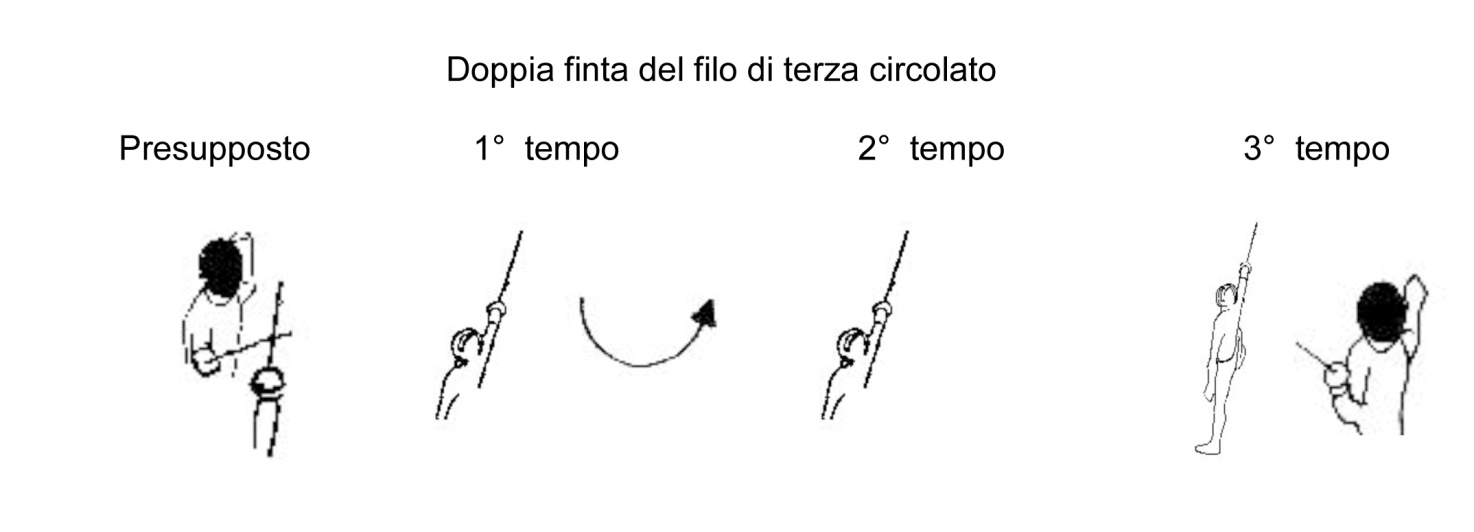 Doppia finta del filo di terza circolato
Presupposto 1° tempo 2° tempo 3° tempo